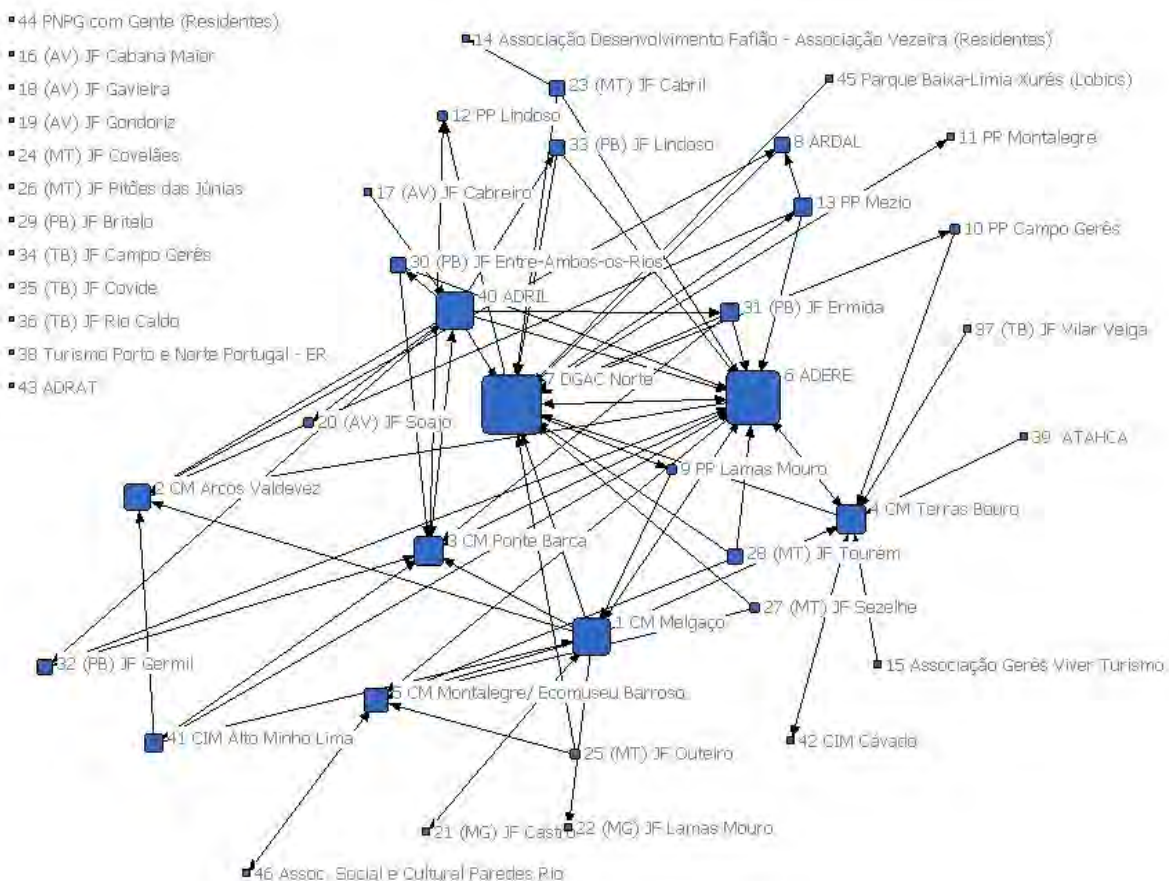 44 PNPG com Gente (Residentes)
16 (AV) JF Cabana Maior
18 (AV) JF Gavieira
19 (AV) JF Gondoriz
24 (MT) JF Covelães
26 (MT) JF Pitões das Júnias
29 (PB) JF Britelo
34 (TB) JF Campo Gerês
35 (TB) JF Covide
36 (TB) JF Rio Caldo
38 Turismo Porto e Norte Portugal - ER
43 ADRAT
14 Associação Desenvolvimento Fafião - Associação Vezeira (Residentes)
23 (MT) JF Cabril
45 Parque Baixa-Limia-Xurés (Lobios)
12 PP Lindoso
33 (PB) JF Lindoso
8 ARDAL
11 PR Montalegre
17 (AV) JF Cabreiro
13 PP Mezio
10 PP Campo Gerês
30 (PB) JF Entre-Ambos-os-Rios
40 ADRIL
31 (PB) JF Ermida
37 (TB) JF Vilar Veiga
7 DGAC Norte
6 ADERE
20 (AV) JF Soajo
39 ATAHCA
9 PP Lamas Mouro
2 CM Arcos Valdevez
4 CM Terras Bouro
3 CM Ponte Barca
28 (MT) JF Tourém
27 (MT) JF Sezelhe
1 CM Melgaço
32 (PB) JF Germil
15 Associação Gerês Viver Turismo
5 CM Montalegre/ Ecomuseu Barroso
41 CIM Alto Minho Lima
42 CIM Cávado
25 (MT) JF Outeiro
21 (MG) JF Castro
22 (MG) JF Lamas Mouro
46 Assoc. Social e Cultural Paredes Rio